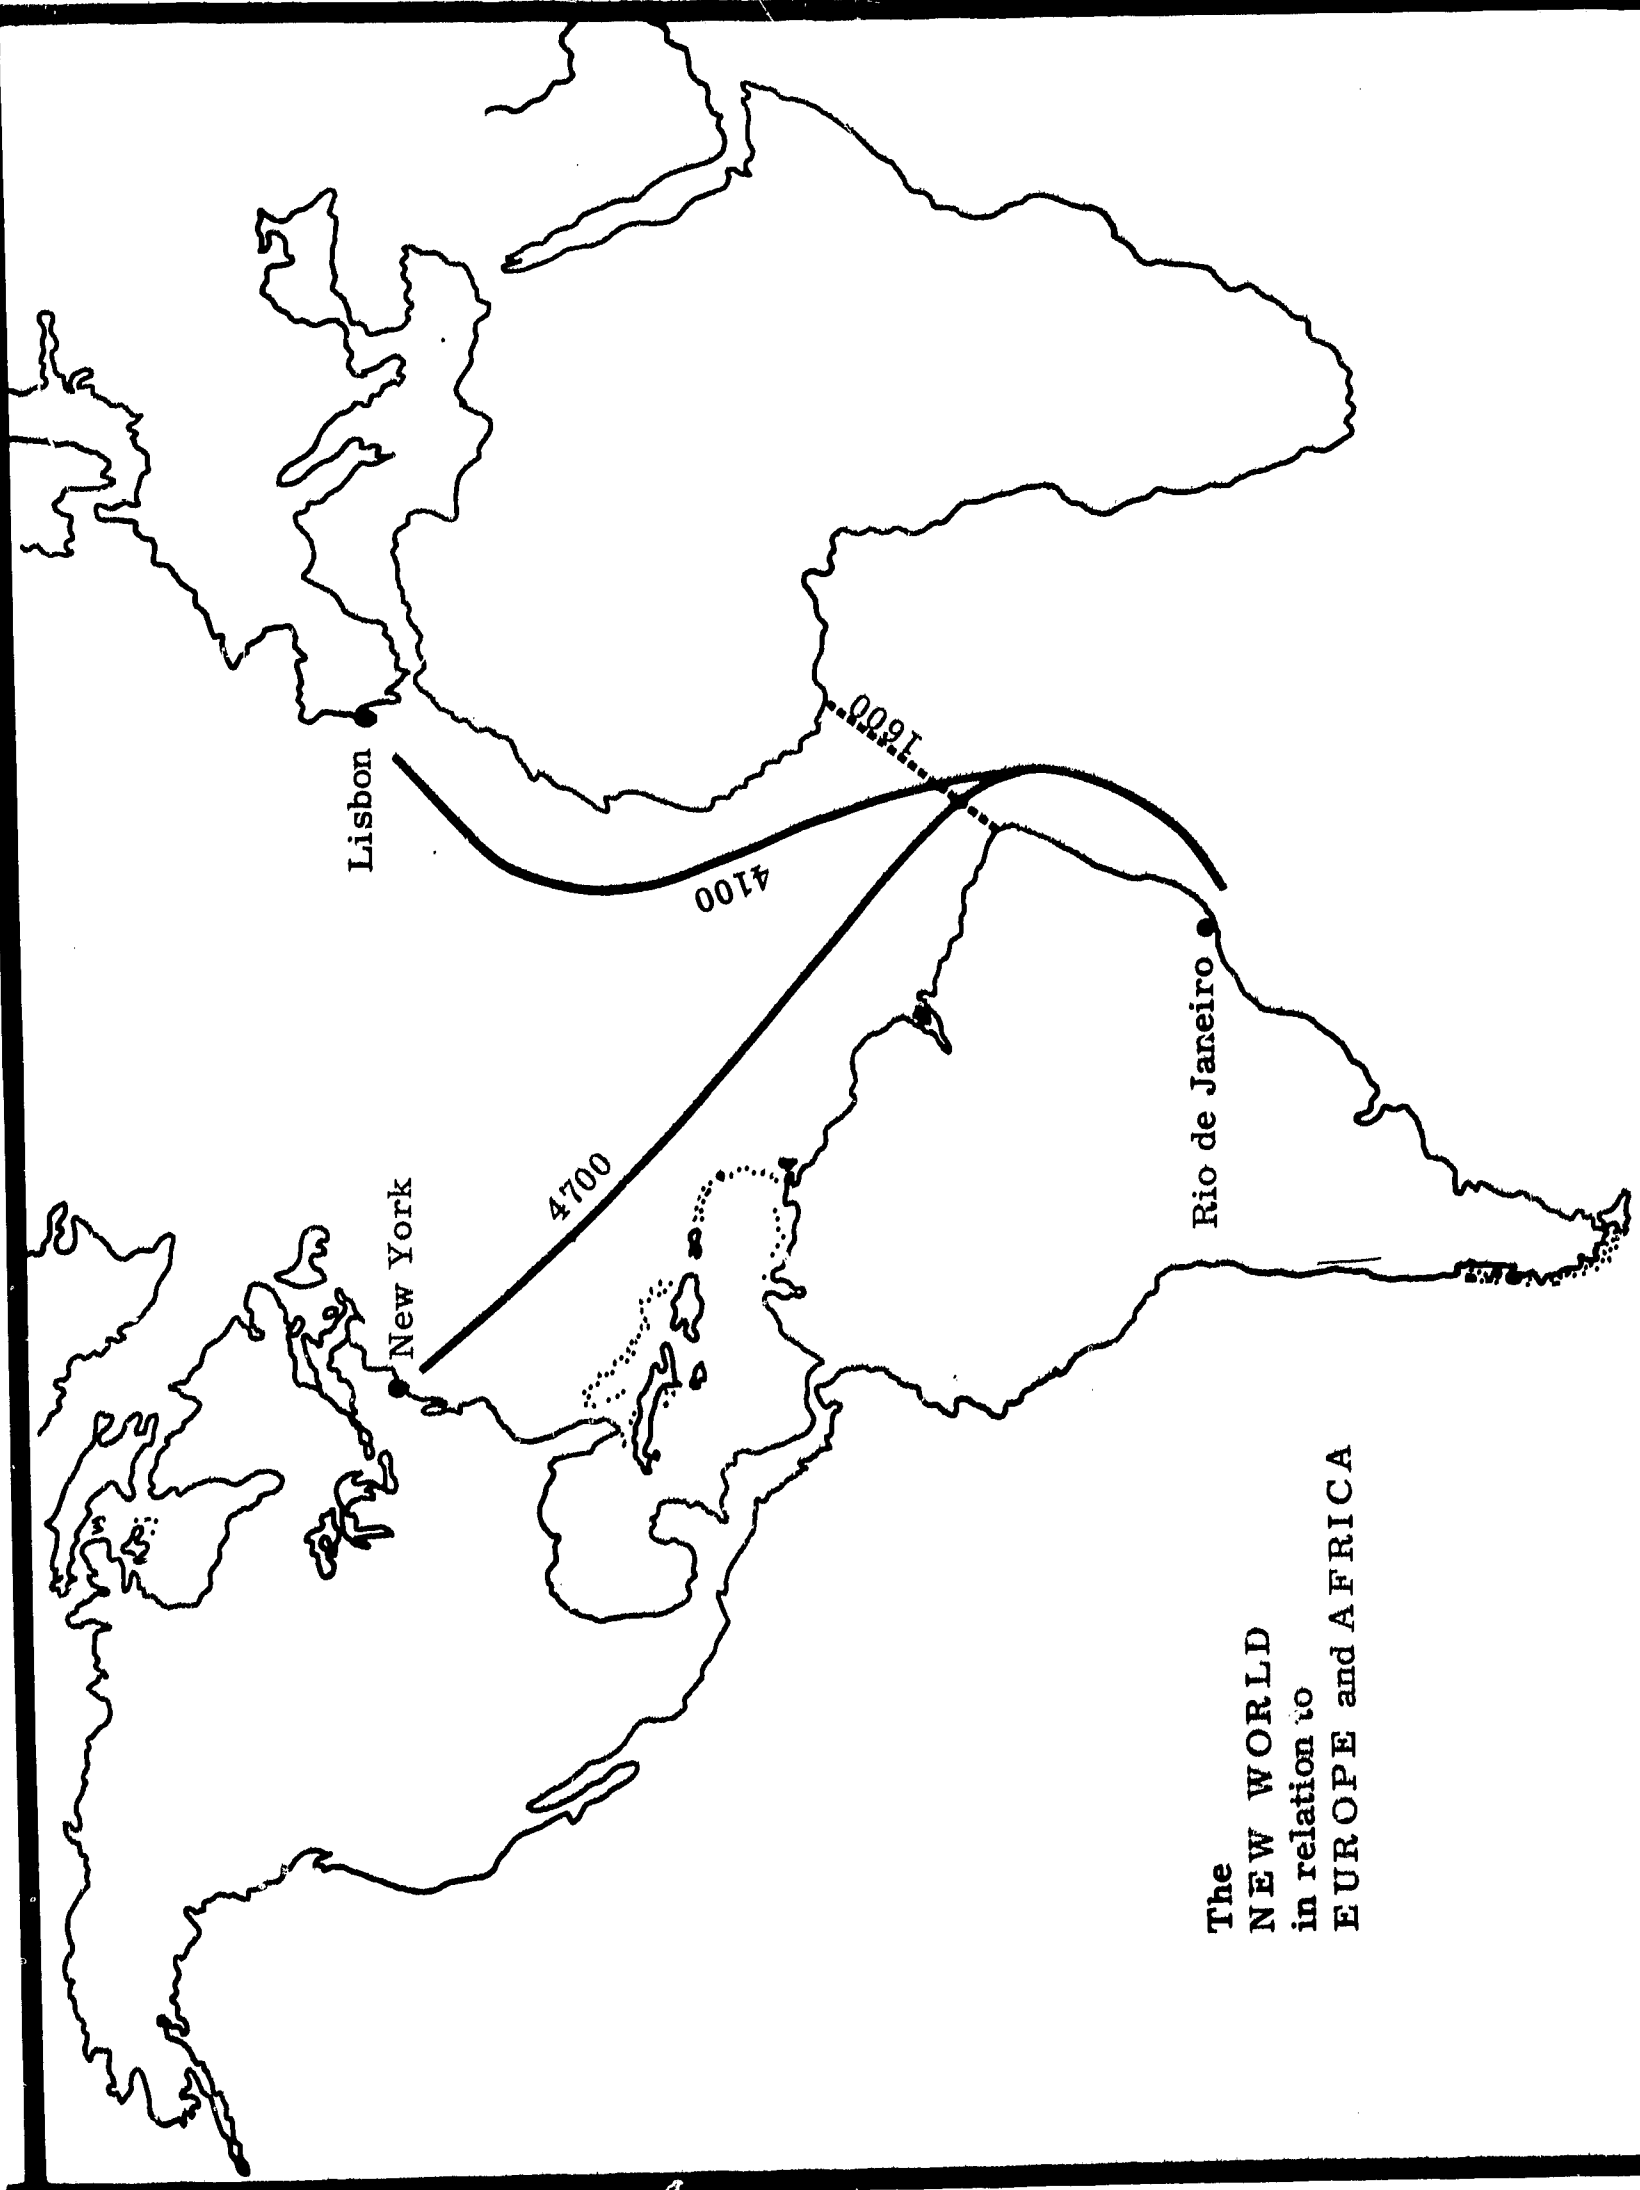 Lisbon
New York
4700
4100
1600
Rio de Janeiro
The
NEW WORLD
in relation to
EUROPE and AFRICA